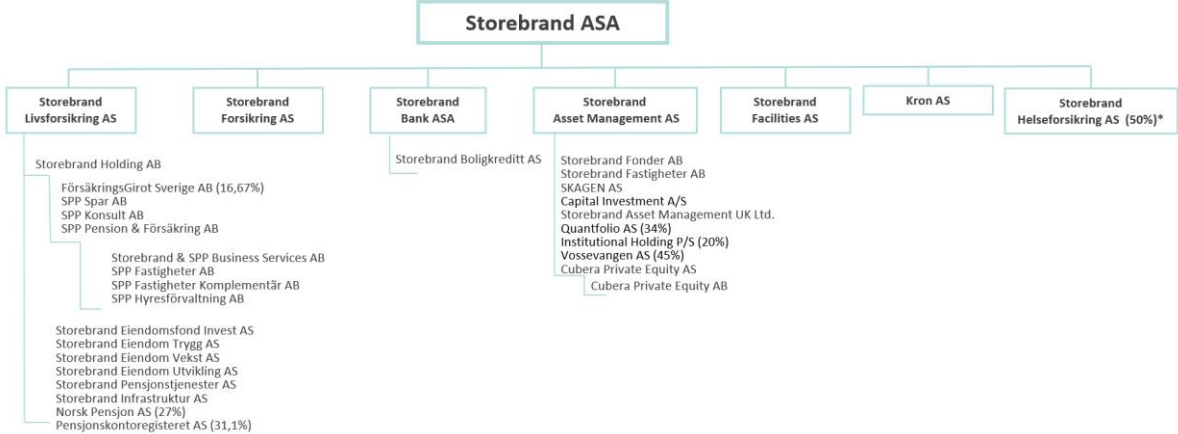 Storebrand ASA
Storebrand
Livsforsikring AS
Storebrand
Forsikring AS
Storebrand
Bank ASA
Storebrand
Asset Management AS
Storebrand
Facilities AS
Kron AS
Storebrand
Helseforsikring AS (50%)*
Storebrand Holding AB
FörsäkringsGirot Sverige AB (16,67%)
SPP Spar AB
SPP Konsult AB
SPP Pension & Försäkring AB
Storebrand & SPP Business Services AB
SPP Fastigheter AB
SPP Fastigheter Komplementär AB
SPP Hyresförvaltning AB
Storebrand Eiendomsfond Invest AS
Storebrand Eiendom Trygg AS
Storebrand Eiendom Vekst AS
Storebrand Eiendom Utvikling AS
Storebrand Pensjonstjenester AS
Storebrand Infrastruktur AS
Norsk Pensjon AS (27%)
Pensjonskontoregisteret AS (31,1%)
Storebrand Boligkreditt AS
Storebrand Fonder AB
Storebrand Fastigheter AB
SKAGEN AS
Capital Investment A/S
Storebrand Asset Management UK Ltd.
Quantfolio AS (34%)
Institutional Holding P/S (20%)
Vossevangen AS (45%)
Cubera Private Equity AS
Cubera Private Equity AB